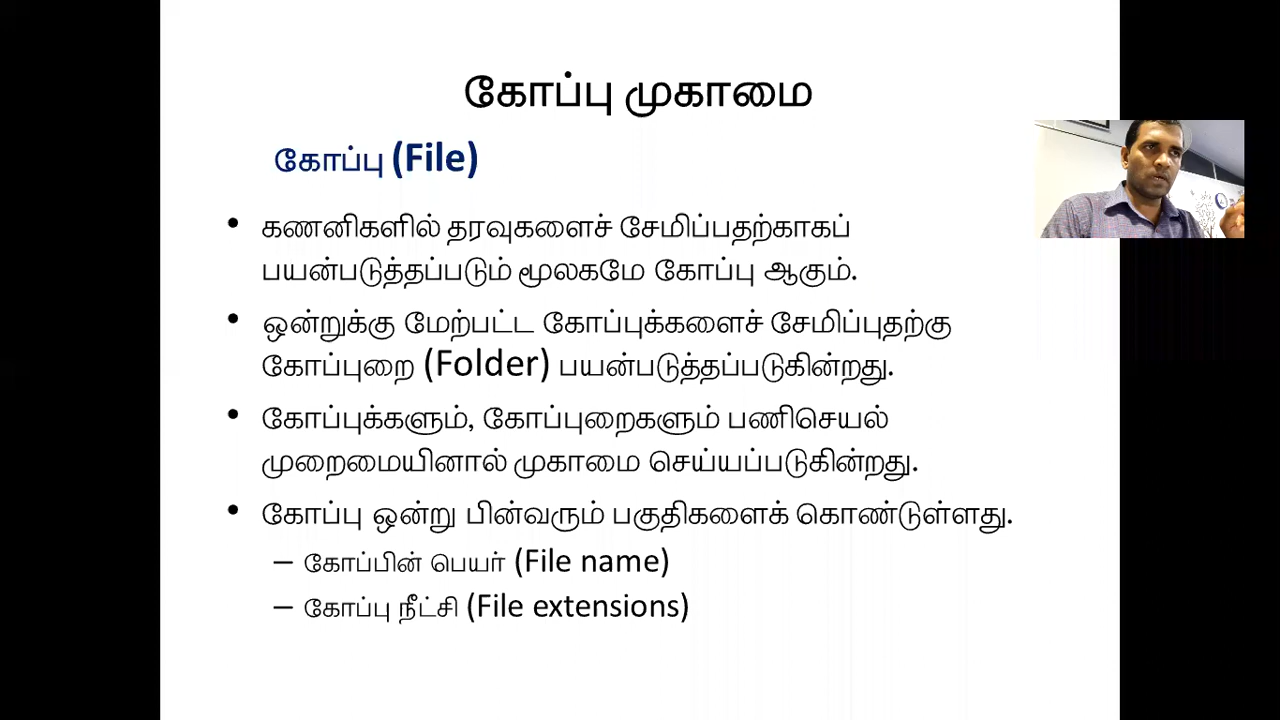 கோப்பு முகாமை
கோப்பு (File)
• கணனிகளில் தரவுகளைச் சேமிப்பதற்காகப்
பயன்படுத்தப்படும் மூலகமே கோப்பு ஆகும்.
• ஒன்றுக்கு மேற்பட்ட கோப்புக்களைச் சேமிப்புதற்கு
கோப்புறை (Folder) பயன்படுத்தப்படுகின்றது.
• கோப்புக்களும், கோப்புறைகளும் பணிசெயல்
முறைமையினால் முகாமை செய்யப்படுகின்றது.
• கோப்பு ஒன்று பின்வரும் பகுதிகளைக் கொண்டுள்ளது.
– கோப்பின் பெயர் (File name)
– கோப்பு நீட்சி (File extensions)